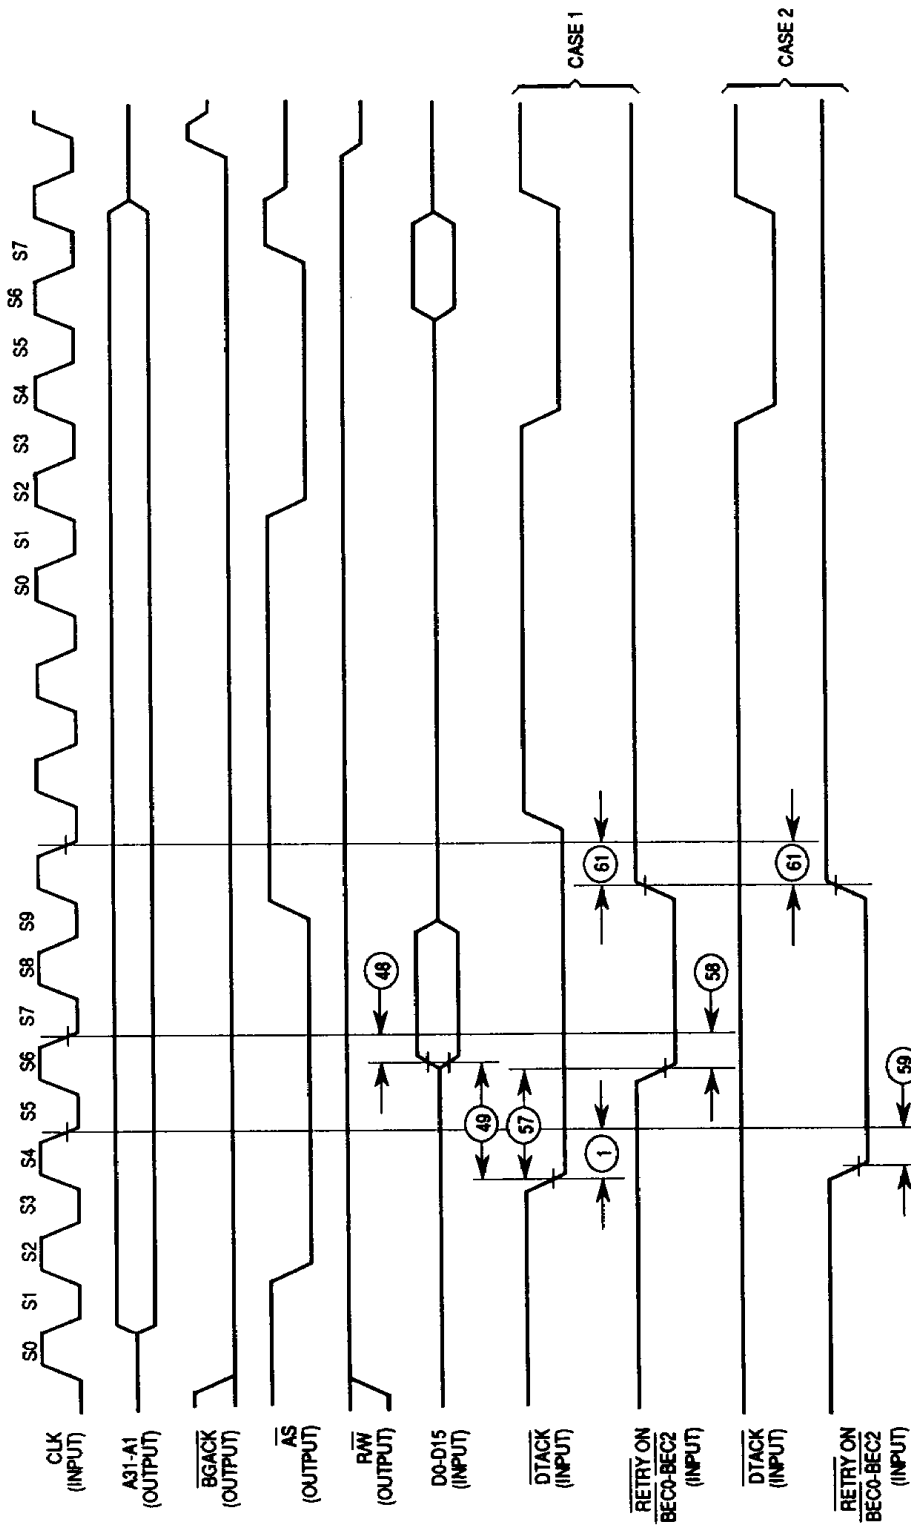 S0 S1 S2 S3 S4 S5 S6 S7 S8 S9 S0 S1 S2 S3 S4 S5 S6 S7
CLK
(INPUT)
A31-A1
(OUTPUT)
BGACK
(OUTPUT)
AS
(OUTPUT)
R/W
(OUTPUT)
48
D0-D15
(INPUT)
49
DTACK
(INPUT)
57
CASE 1
1
61
RETRY ON
BEC0-BEC2
(INPUT)
58
DTACK
(INPUT)
CASE 2
61
RETRY ON
BEC0-BEC2
(INPUT)
59